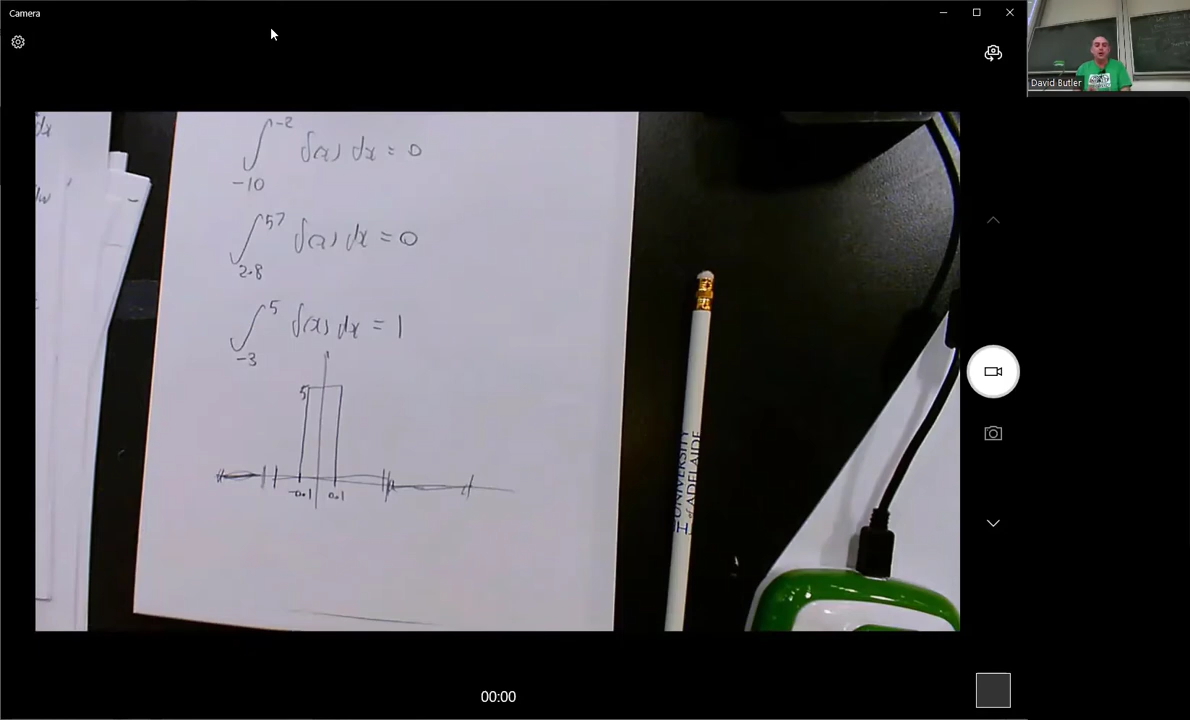 Camera
David Butler
dx
∫_{-10}^{-2} δ(x) dx = 0
∫_{2.8}^{57} δ(x) dx = 0
∫_{-3}^{5} δ(x) dx = 1
5
-0.1 0.1
UNIVERSITY
of ADELAIDE
00:00